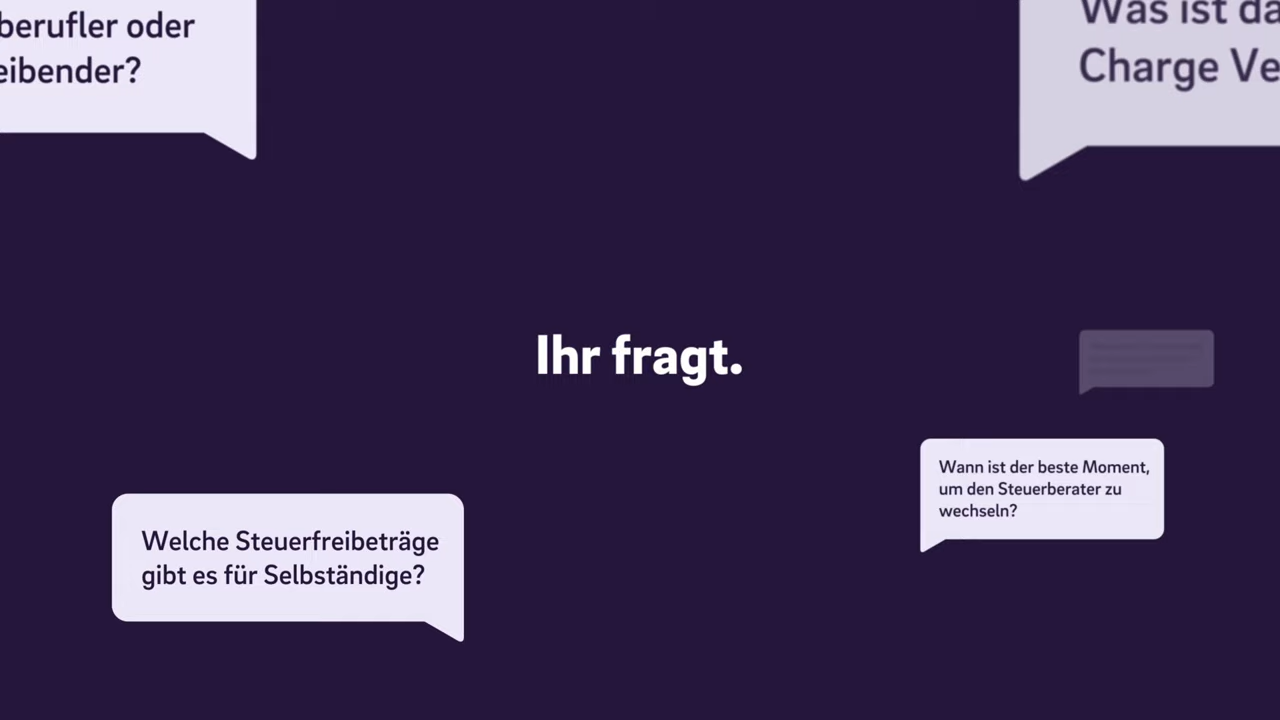 berufler oder
eibender?
Was ist da
Charge Ve
Ihr fragt.
Wann ist der beste Moment,
um den Steuerberater zu
wechseln?
Welche Steuerfreibeträge
gibt es für Selbständige?